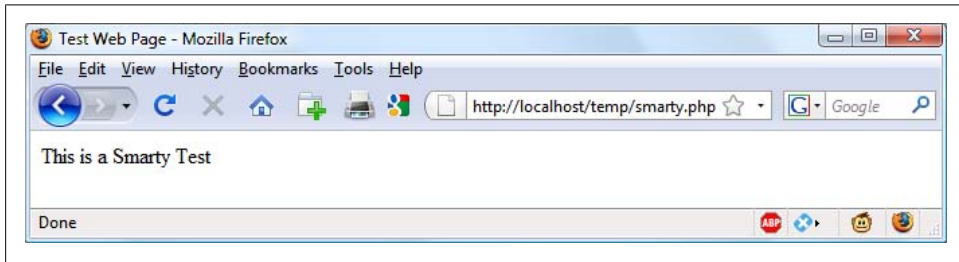 Test Web Page - Mozilla Firefox
File Edit View History Bookmarks Tools Help
http://localhost/temp/smarty.php G Google
This is a Smarty Test
Done ABP